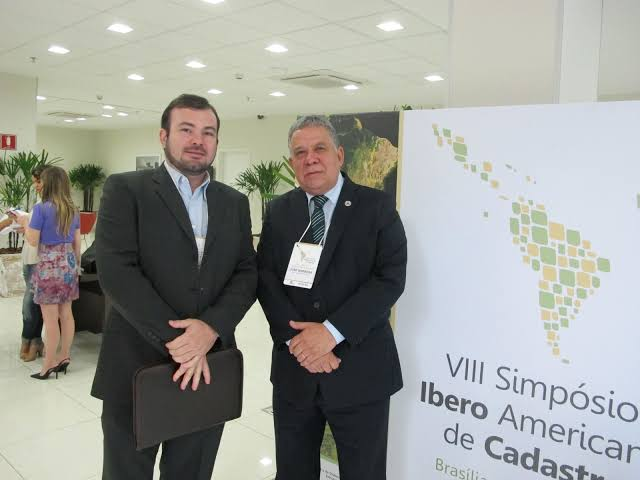 VIII Simpósio
Ibero American
de Cadastr
Brasília